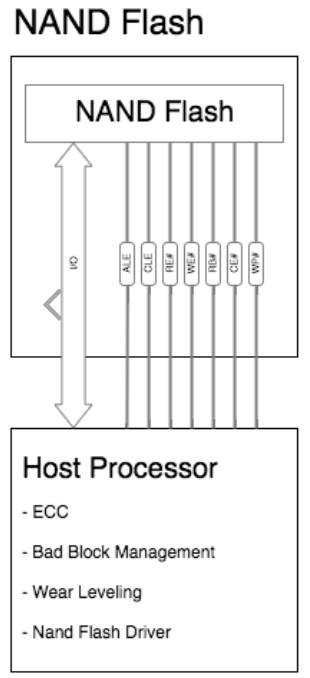 NAND Flash
NAND Flash
I/O
ALE
CLE
RE#
WE#
RB#
CE#
WP#
Host Processor
- ECC
- Bad Block Management
- Wear Leveling
- Nand Flash Driver